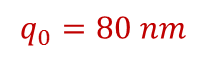 q₀ = 80 nm